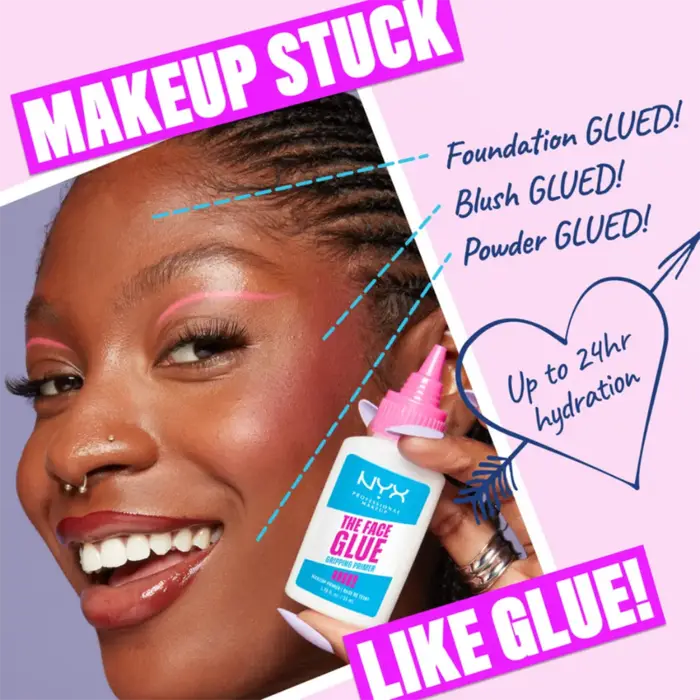 MAKEUP STUCK
Foundation GLUED!
Blush GLUED!
Powder GLUED!
Up to 24hr
hydration
NYX
PROFESSIONAL
MAKEUP
THE FACE
GLUE
GRIPPING PRIMER
LIKE GLUE!